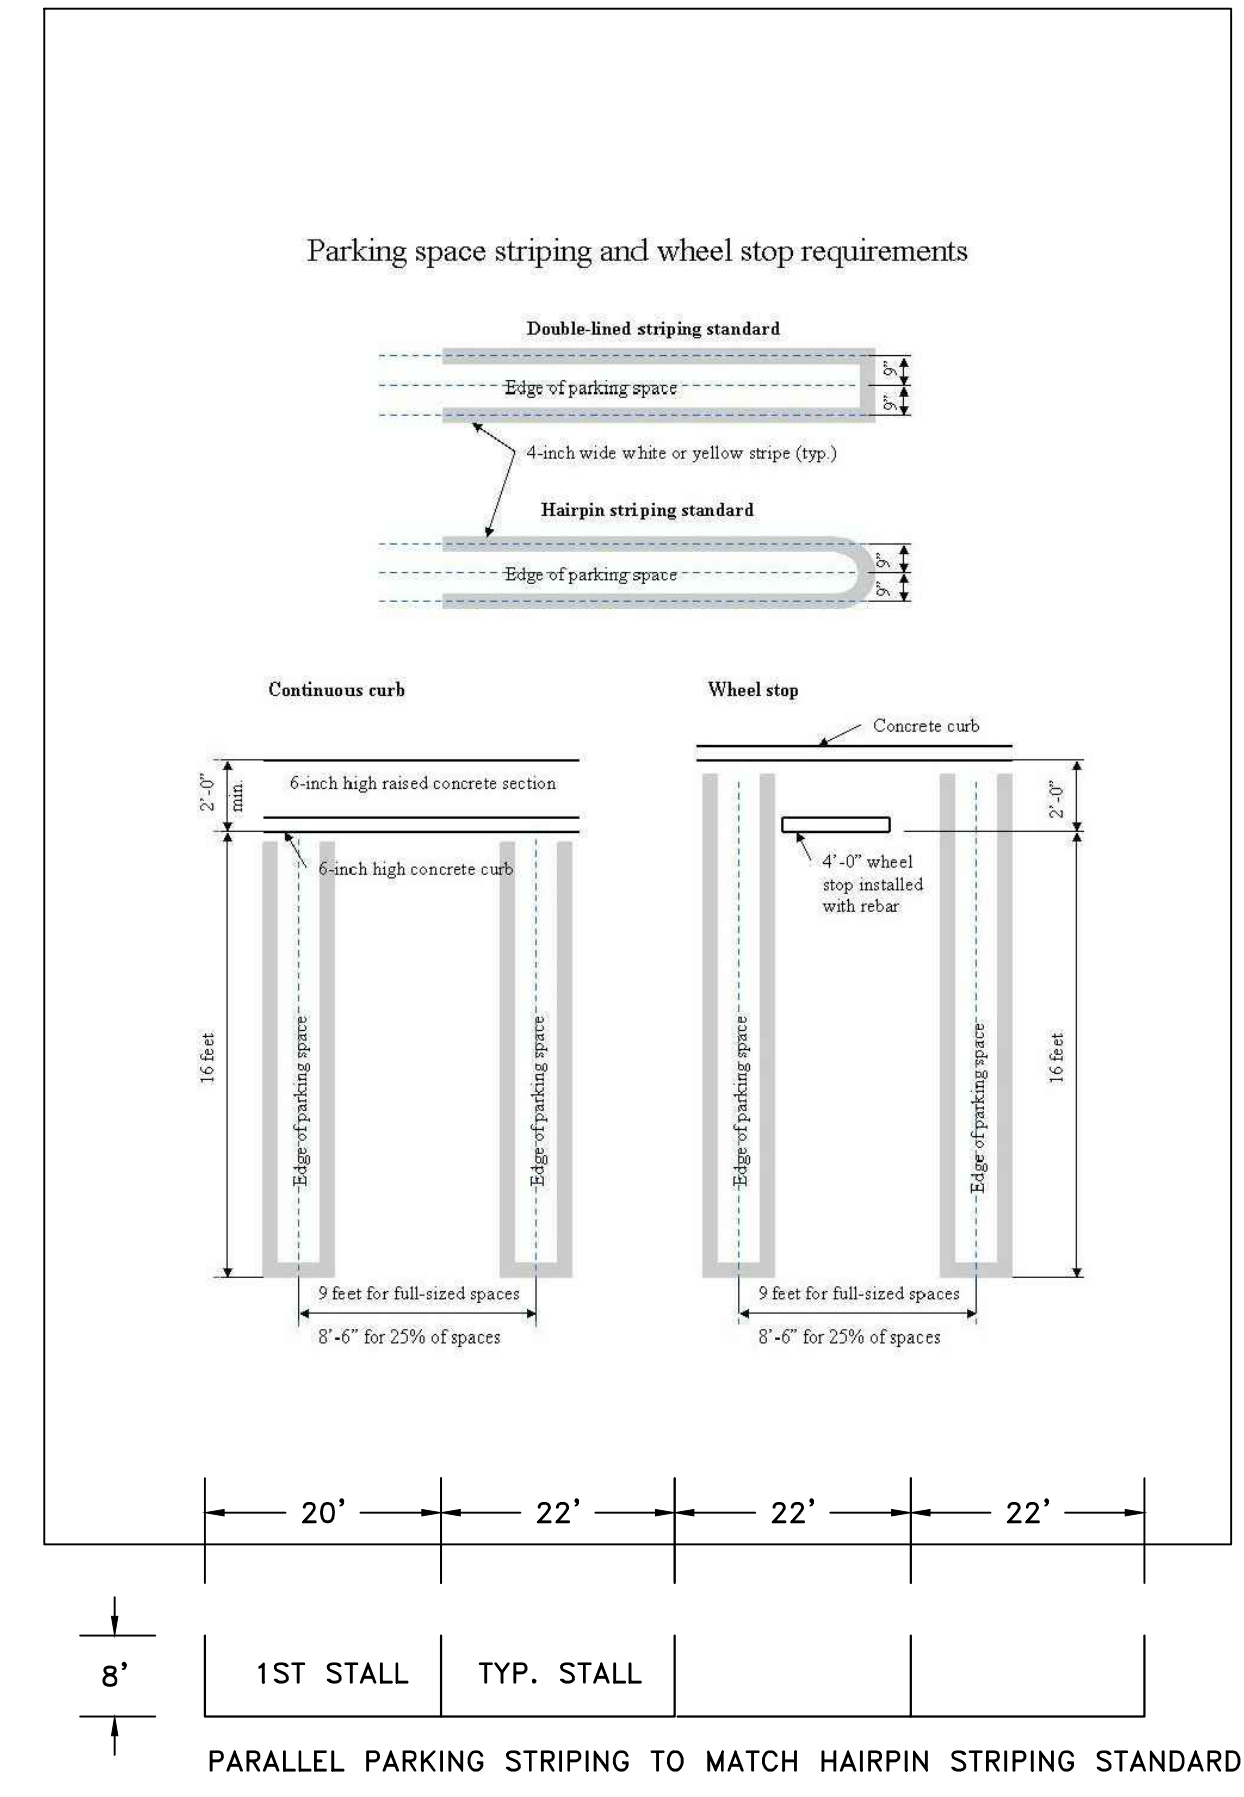 Parking space striping and wheel stop requirements
Double-lined striping standard
Edge of parking space
9”
9”
4-inch wide white or yellow stripe (typ.)
Hairpin striping standard
Edge of parking space
9”
9”
Continuous curb
Wheel stop
Concrete curb
2’-0”
min.
6-inch high raised concrete section
6-inch high concrete curb
2’-0”
4’-0” wheel
stop installed
with rebar
16 feet
Edge of parking space
Edge of parking space
Edge of parking space
Edge of parking space
16 feet
9 feet for full-sized spaces
8’-6” for 25% of spaces
9 feet for full-sized spaces
8’-6” for 25% of spaces
20’ 22’ 22’ 22’
8’
1ST STALL
TYP. STALL
PARALLEL PARKING STRIPING TO MATCH HAIRPIN STRIPING STANDARD